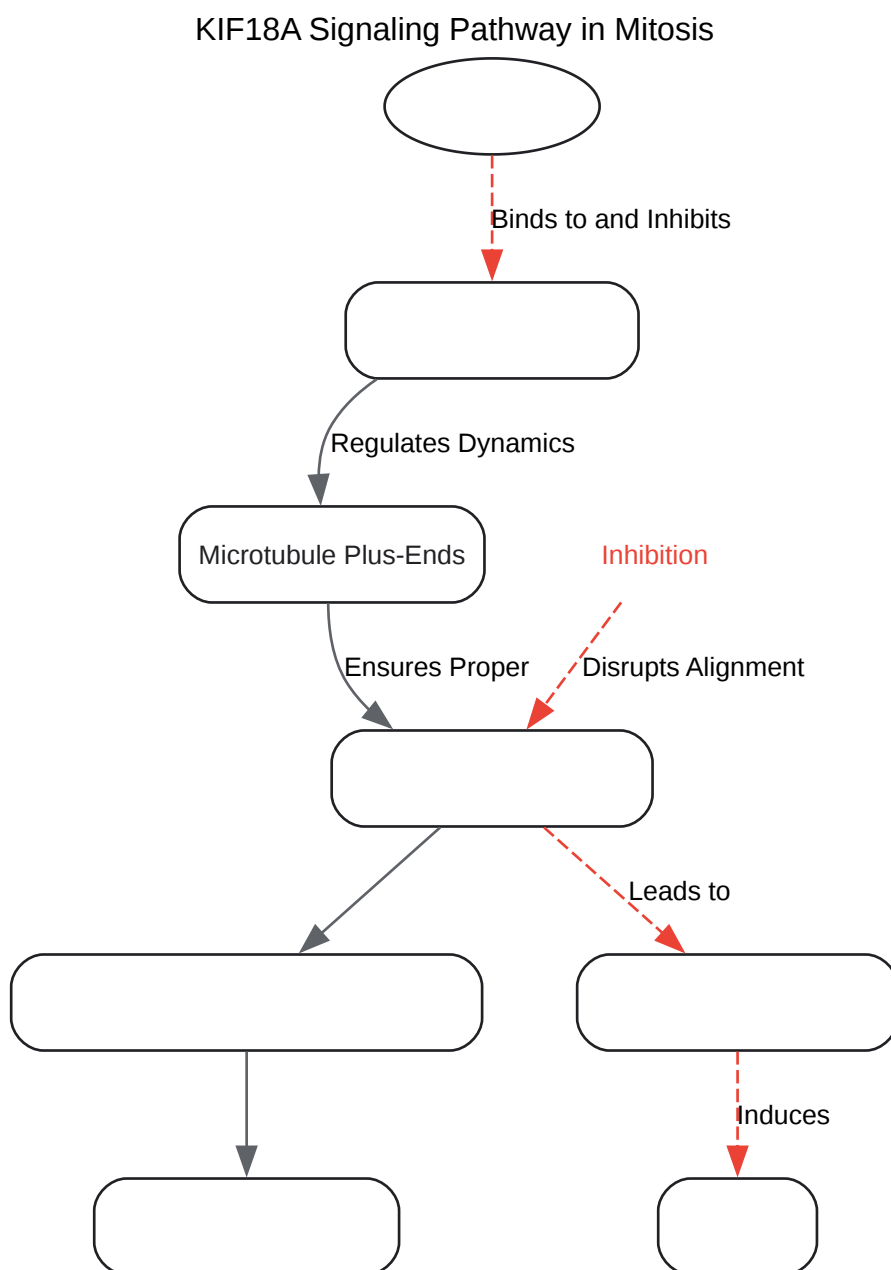 KIF18A Signaling Pathway in Mitosis
Binds to and Inhibits
Regulates Dynamics
Microtubule Plus-Ends
Inhibition
Ensures Proper
Disrupts Alignment
Leads to
Induces